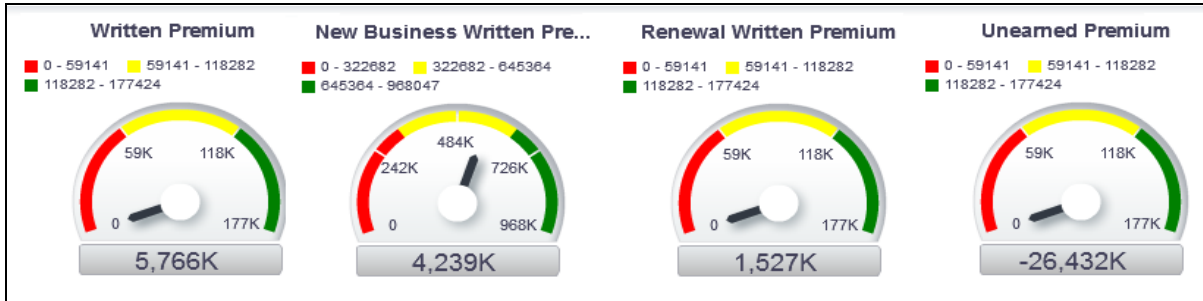 Written Premium
0 - 59141 59141 - 118282
118282 - 177424
59K 118K
0 177K
5,766K
New Business Written Pre...
0 - 322682 322682 - 645364
645364 - 968047
484K
242K 726K
0 968K
4,239K
Renewal Written Premium
0 - 59141 59141 - 118282
118282 - 177424
59K 118K
0 177K
1,527K
Unearned Premium
0 - 59141 59141 - 118282
118282 - 177424
59K 118K
0 177K
-26,432K